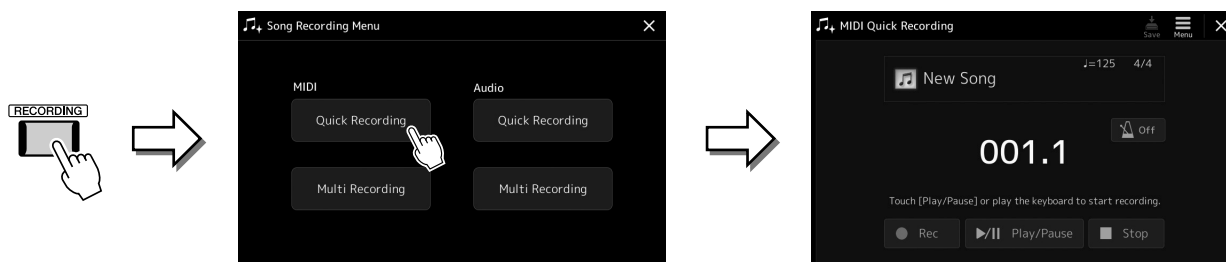 RECORDING
Song Recording Menu
MIDI
Audio
Quick Recording
Quick Recording
Multi Recording
Multi Recording
MIDI Quick Recording
Save
Menu
♩=125 4/4
New Song
Off
001.1
Touch [Play/Pause] or play the keyboard to start recording.
Rec
Play/Pause
Stop